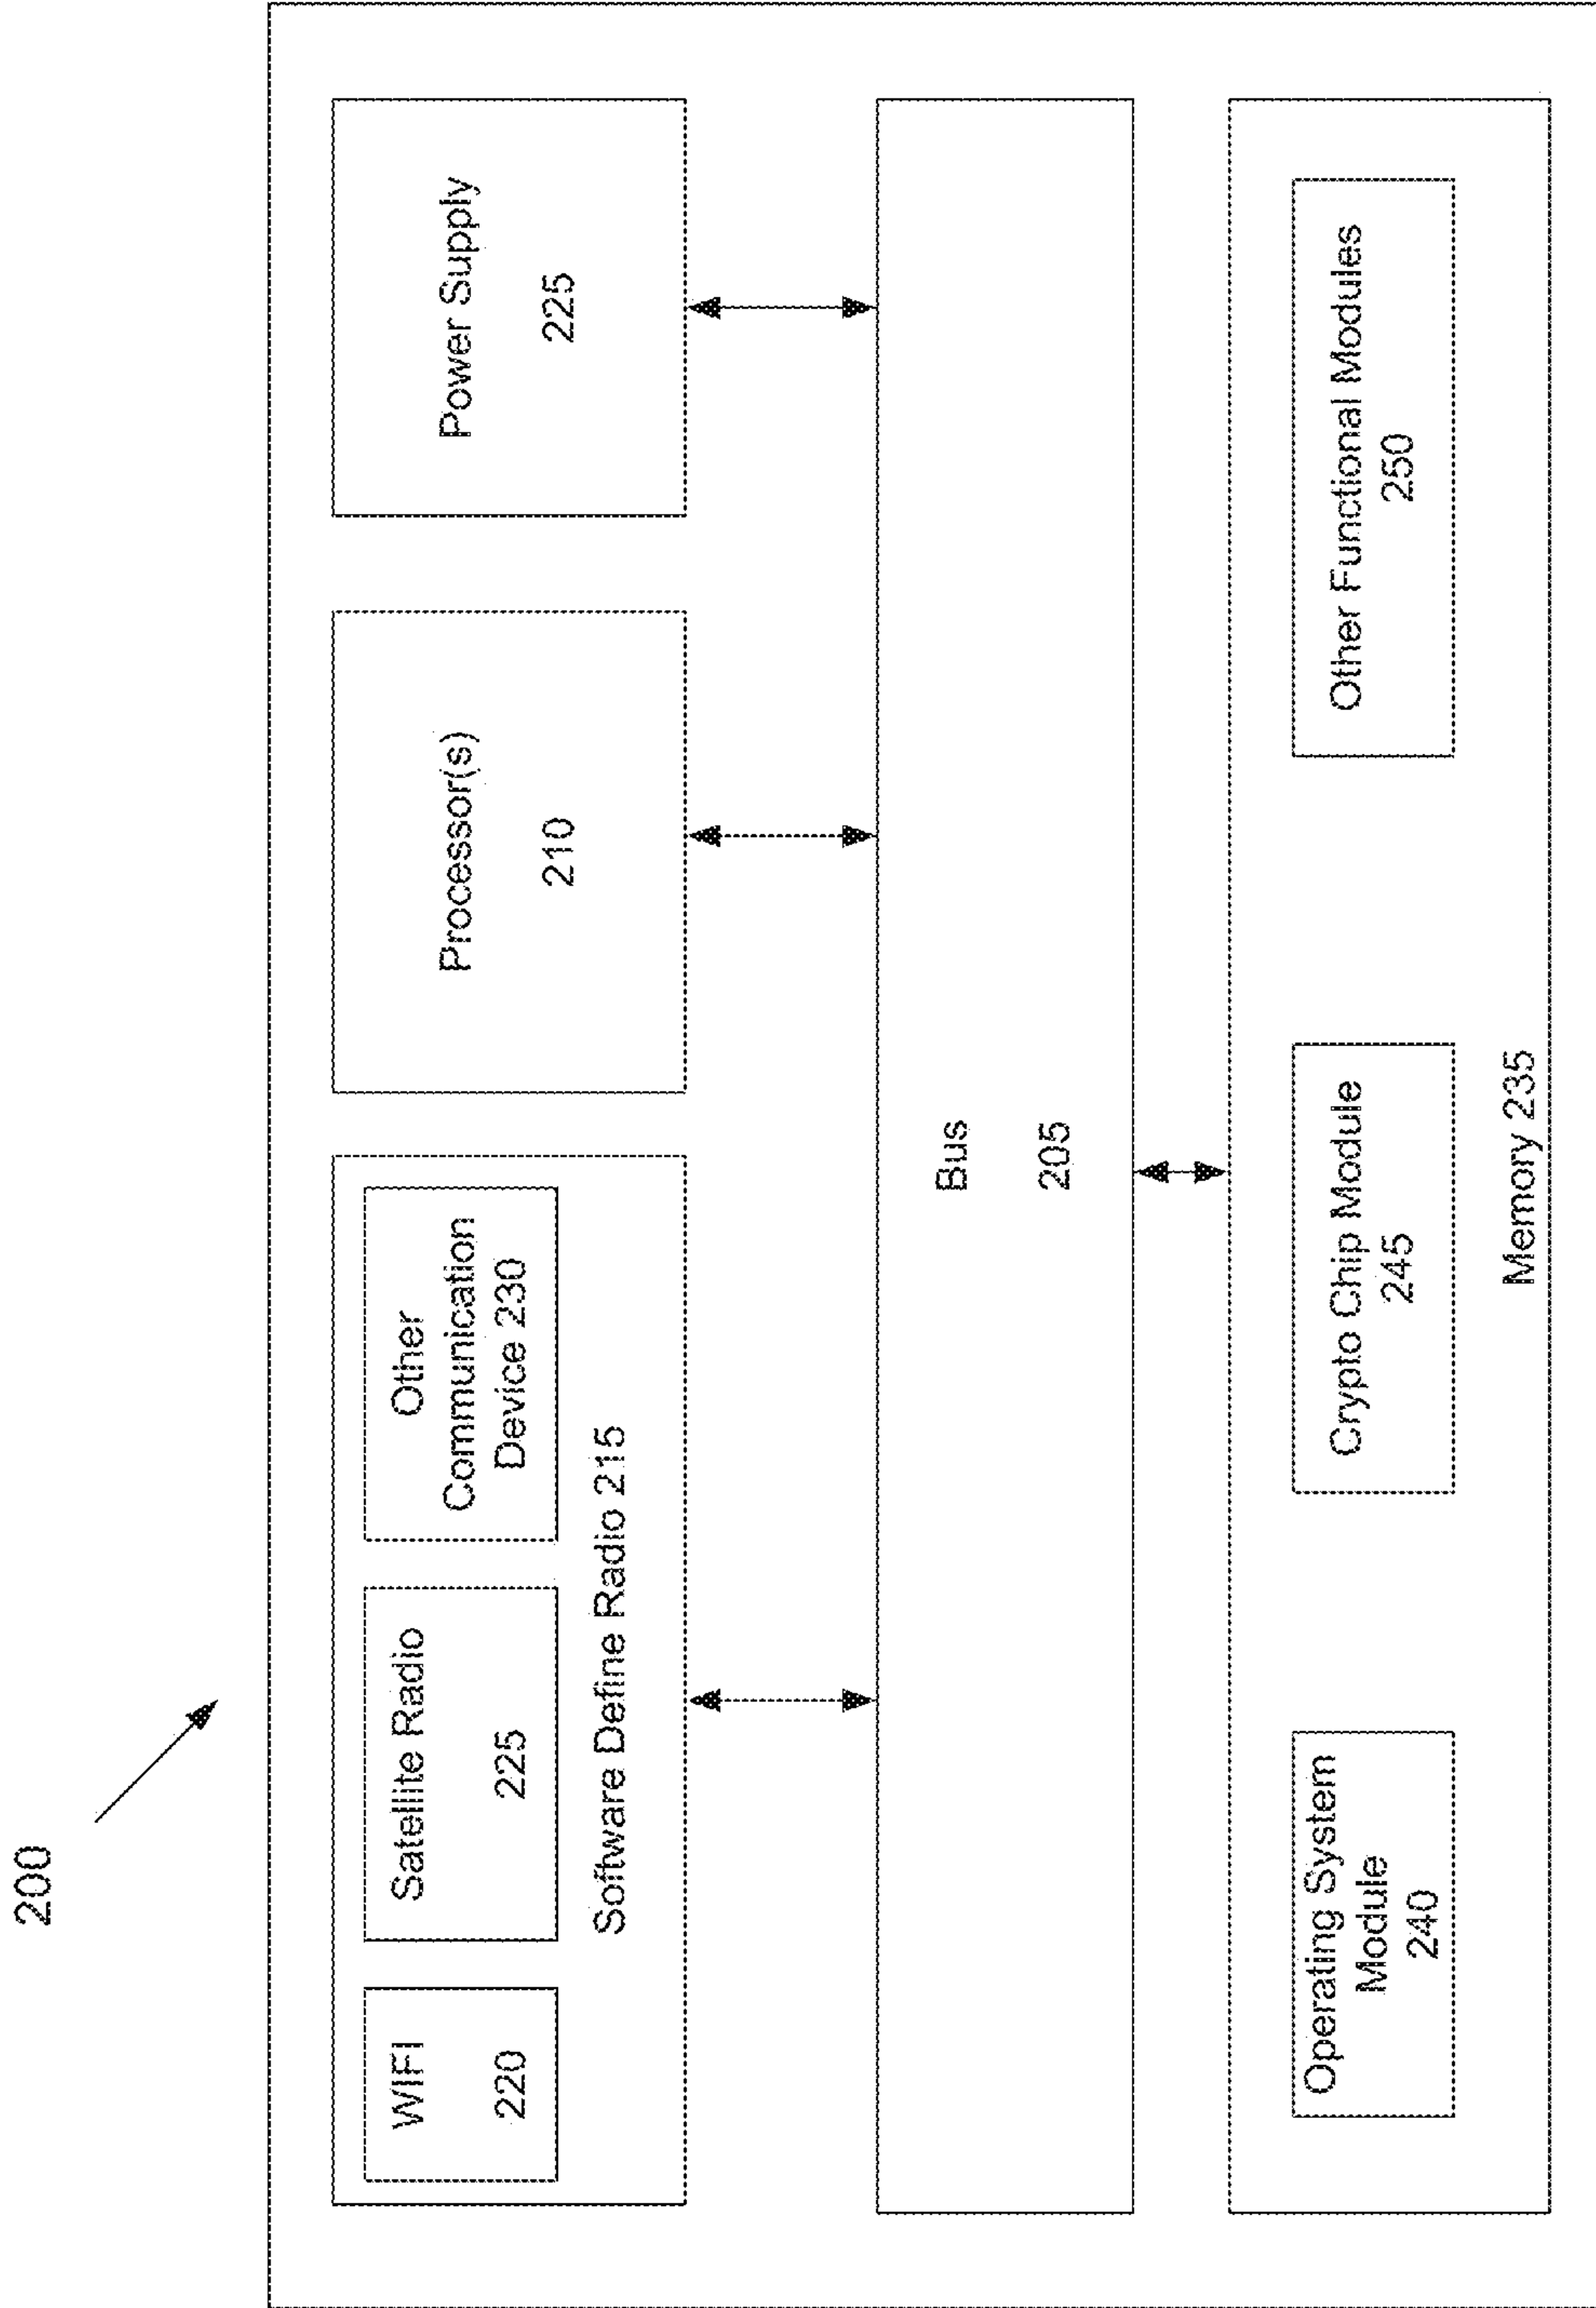 200
WIFI
220
Satellite Radio
225
Other
Communication
Device 230
Software Define Radio 215
Processor(s)
210
Power Supply
225
Bus
205
Operating System
Module
240
Crypto Chip Module
245
Other Functional Modules
250
Memory 235